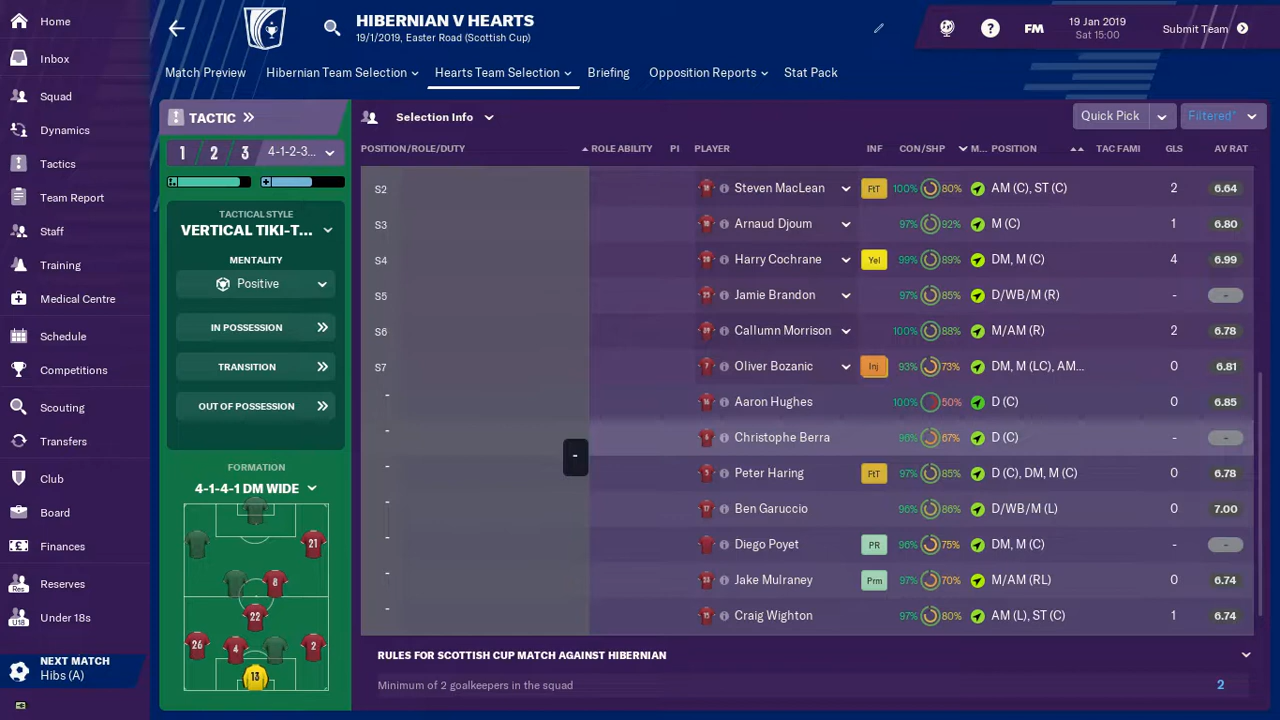 Home
Inbox
Squad
Dynamics
Tactics
Team Report
Staff
Training
Medical Centre
Schedule
Competitions
Scouting
Transfers
Club
Board
Finances
Res
Reserves
U18
Under 18s
NEXT MATCH
Hibs (A)
HIBERNIAN V HEARTS
19/1/2019, Easter Road (Scottish Cup)
FM
19 Jan 2019
Sat 15:00
Submit Team
Match Preview
Hibernian Team Selection
Hearts Team Selection
Briefing
Opposition Reports
Stat Pack
TACTIC
1 2 3 4-1-2-3...
TACTICAL STYLE
VERTICAL TIKI-T...
MENTALITY
Positive
IN POSSESSION
TRANSITION
OUT OF POSSESSION
FORMATION
4-1-4-1 DM WIDE
21
8
22
26 4 2
13
Selection Info
Quick Pick
Filtered*
POSITION/ROLE/DUTY ROLE ABILITY PI PLAYER INF CON/SHP M... POSITION TAC FAMI GLS AV RAT
S2 Steven MacLean FtT 100% 80% AM (C), ST (C) 2 6.64
S3 Arnaud Djoum 97% 92% M (C) 1 6.80
S4 Harry Cochrane Yel 99% 89% DM, M (C) 4 6.99
S5 Jamie Brandon 97% 85% D/WB/M (R) - -
S6 Callumn Morrison 100% 88% M/AM (R) 2 6.78
S7 Oliver Bozanic Inj 93% 73% DM, M (LC), AM... 0 6.81
- Aaron Hughes 100% 50% D (C) 0 6.85
- Christophe Berra 96% 67% D (C) - -
-
- Peter Haring FtT 97% 85% D (C), DM, M (C) 0 6.78
- Ben Garuccio 96% 86% D/WB/M (L) 0 7.00
- Diego Poyet PR 96% 75% DM, M (C) - -
- Jake Mulraney Prm 97% 70% M/AM (RL) 0 6.74
- Craig Wighton 97% 80% AM (L), ST (C) 1 6.74
RULES FOR SCOTTISH CUP MATCH AGAINST HIBERNIAN
Minimum of 2 goalkeepers in the squad 2